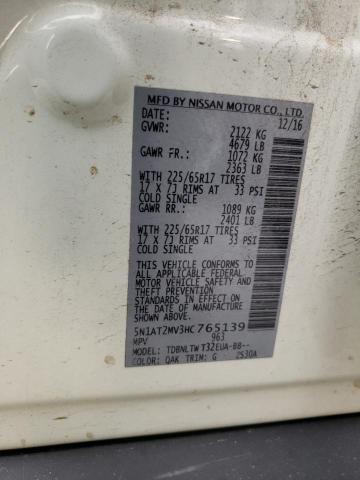 MFD BY NISSAN MOTOR CO., LTD.
DATE: 12/16
GVWR: 2122 KG
4679 LB
GAWR FR.: 1072 KG
2363 LB
WITH 225/65R17 TIRES
17 X 7J RIMS AT 33 PSI
COLD SINGLE
GAWR RR.: 1089 KG
2401 LB
WITH 225/65R17 TIRES
17 X 7J RIMS AT 33 PSI
COLD SINGLE
THIS VEHICLE CONFORMS TO ALL
APPLICABLE FEDERAL
MOTOR VEHICLE SAFETY
AND THEFT PREVENTION
STANDARDS IN EFFECT ON
THE DATE OF MANUFACTURE
SHOWN ABOVE.
5N1AT2MV3HC765139
MPV 963
MODEL: TDBNLTW T32EUA-BB--
COLOR: QAK TRIM: G 2530A